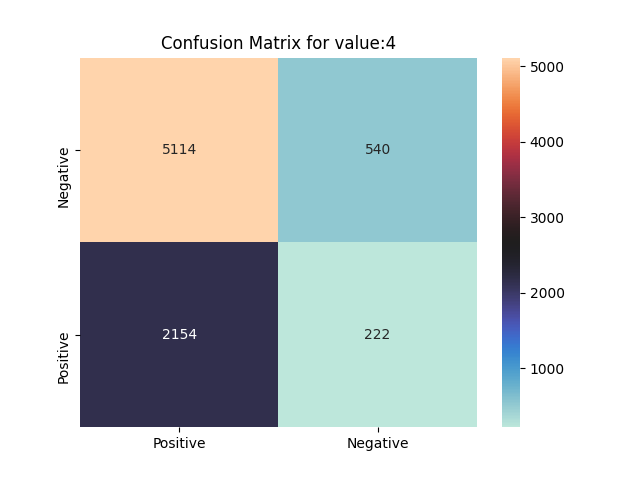 Confusion Matrix for value:4
5000
5114
540
Negative
4000
3000
2000
2154
222
Positive
1000
Positive
Negative